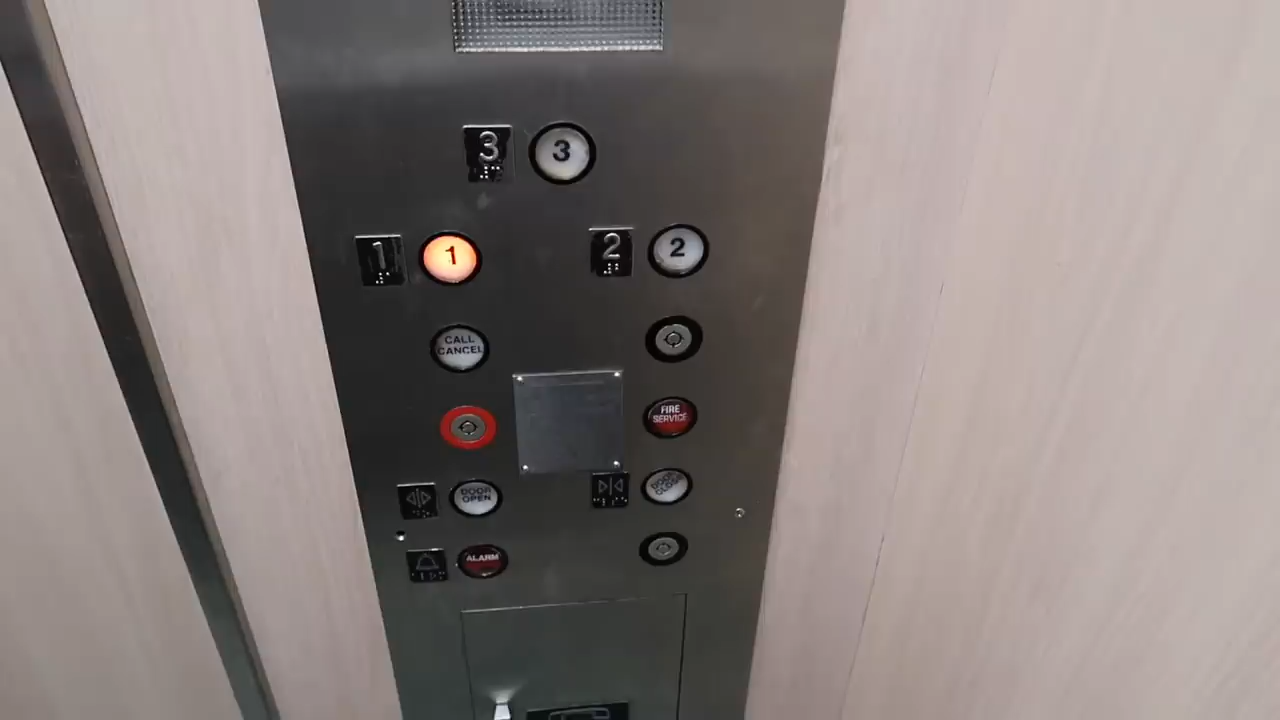 3 3
1 1 2 2
CALL
CANCEL
FIRE
SERVICE
DOOR
OPEN
DOOR
CLOSE
ALARM